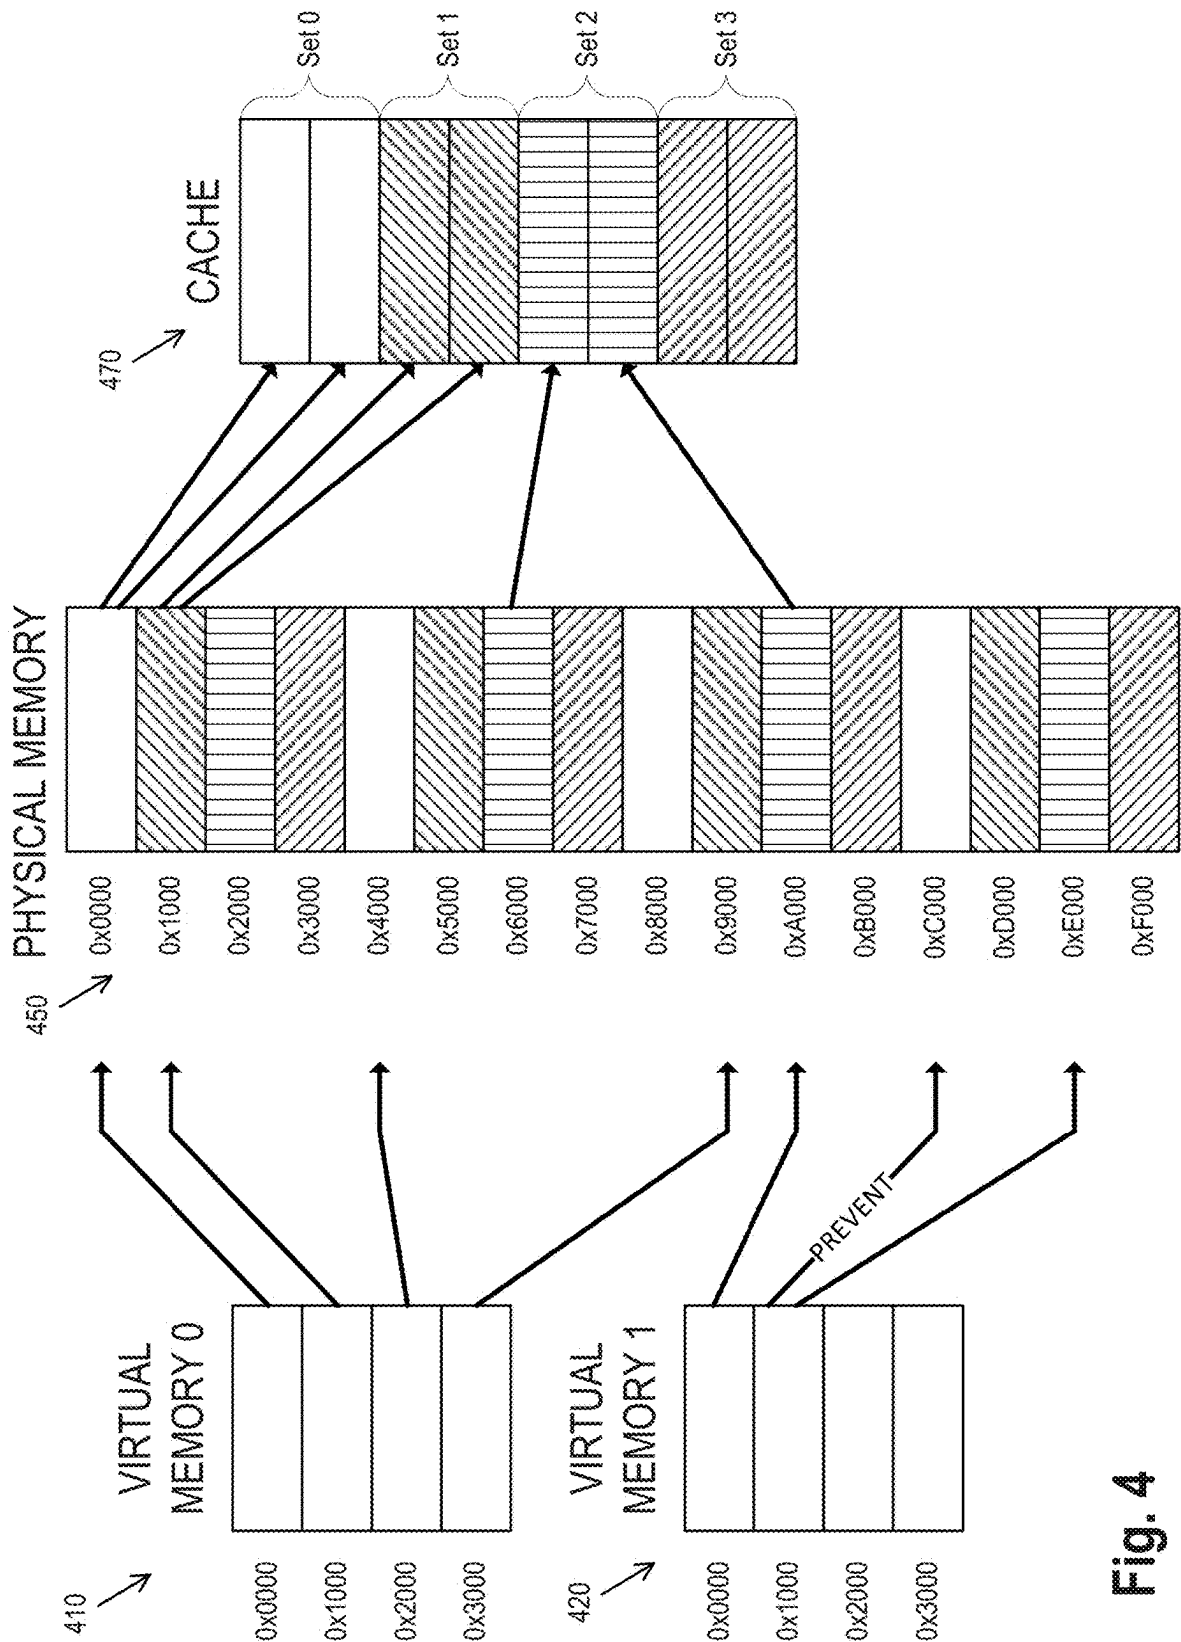 410
VIRTUAL
MEMORY 0
0x0000
0x1000
0x2000
0x3000
420
VIRTUAL
MEMORY 1
0x0000
0x1000
0x2000
0x3000
PREVENT
450
PHYSICAL MEMORY
0x0000
0x1000
0x2000
0x3000
0x4000
0x5000
0x6000
0x7000
0x8000
0x9000
0xA000
0xB000
0xC000
0xD000
0xE000
0xF000
470
CACHE
Set 0
Set 1
Set 2
Set 3
Fig. 4